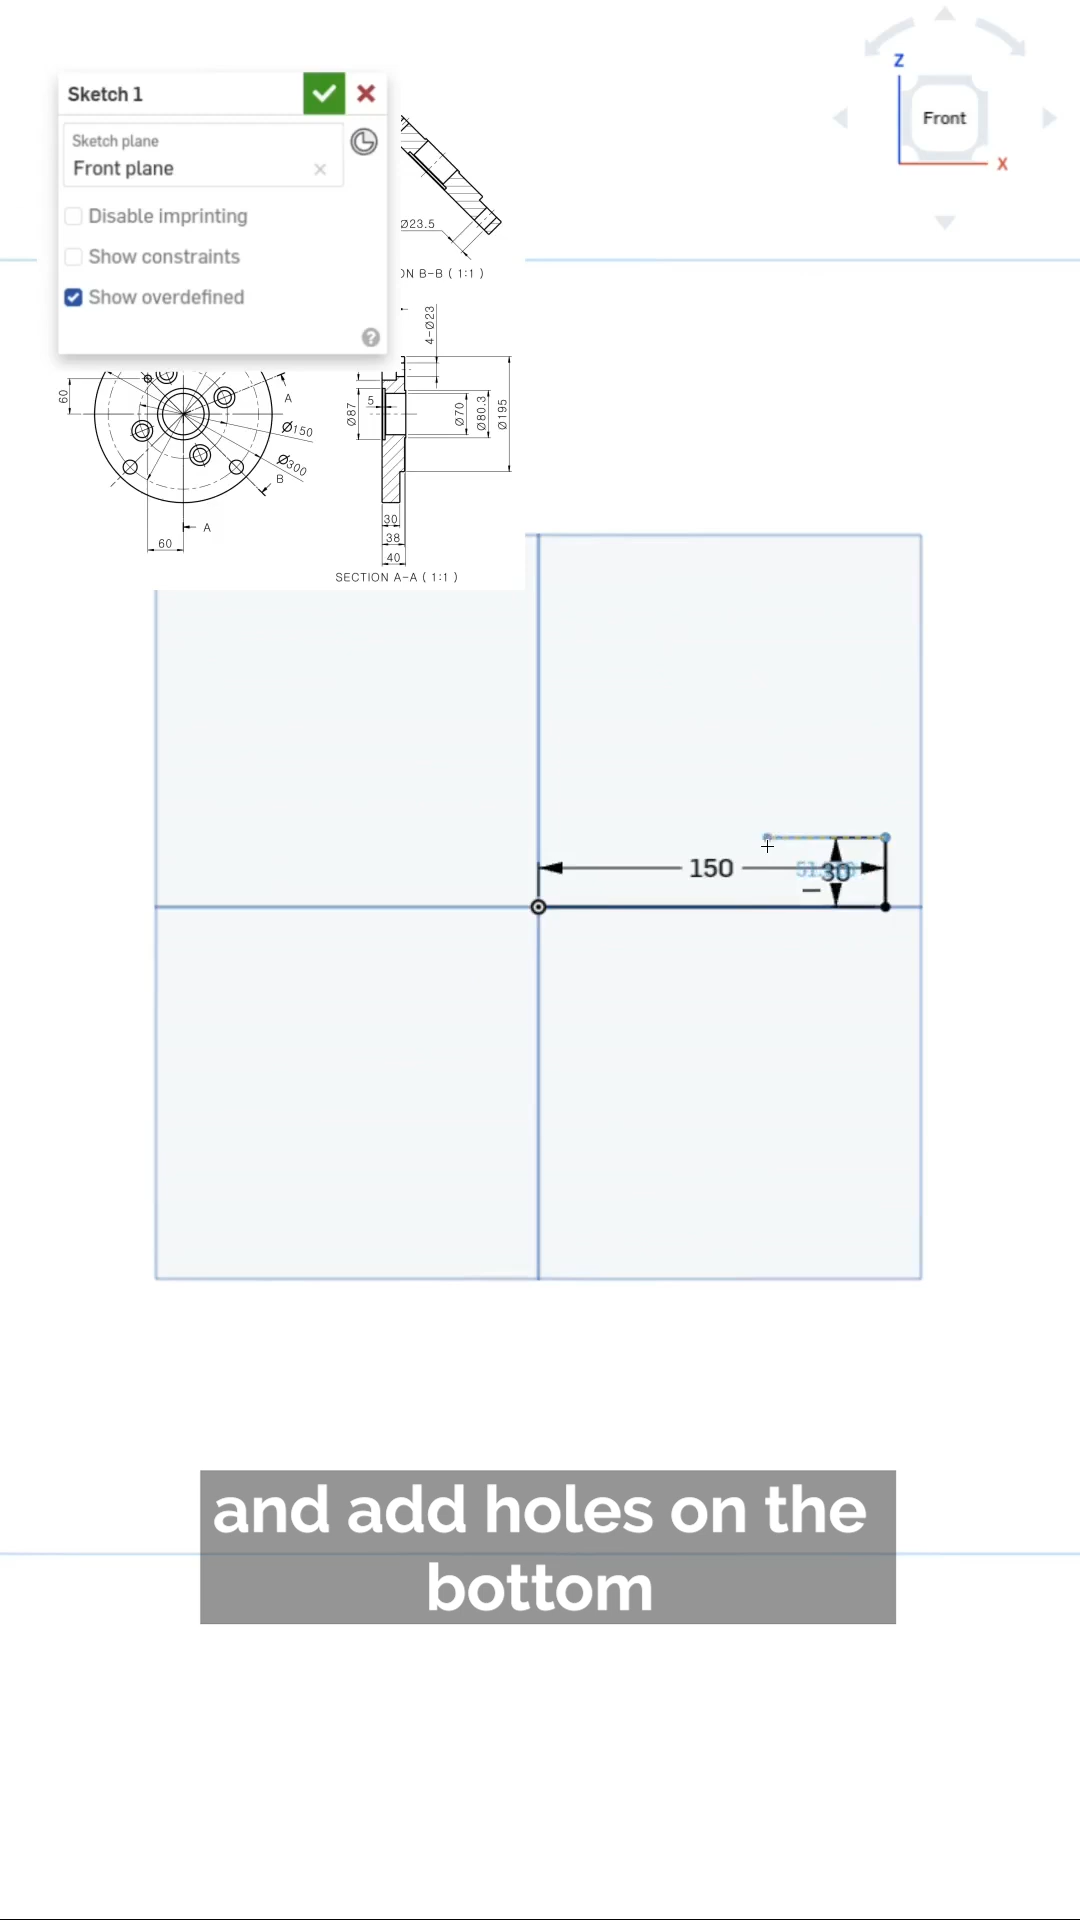 Z
Sketch 1
Front
Sketch plane
Front plane
X
Disable imprinting
Ø23.5
Show constraints
ON B-B ( 1:1 )
Show overdefined
4-Ø23
?
60
A
Ø87
5
Ø70
Ø80.3
Ø195
Ø150
Ø300
B
A
60
30
38
40
SECTION A-A ( 1:1 )
150
30
and add holes on the
bottom